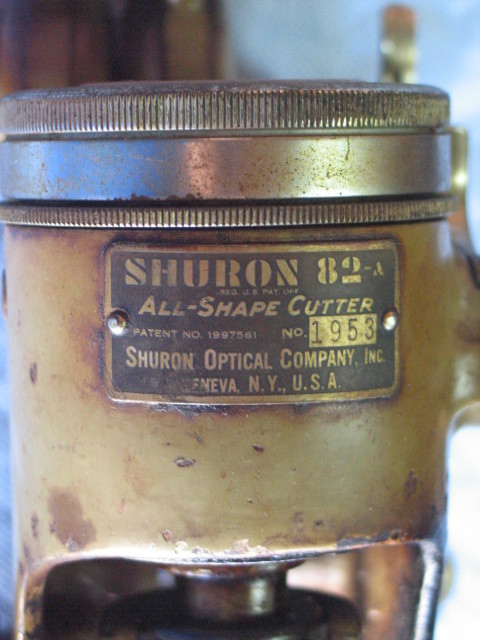 SHURON 82-A
REG. U.S. PAT. OFF
ALL-SHAPE CUTTER
PATENT NO. 1997561 NO. 1953
SHURON OPTICAL COMPANY, INC.
GENEVA, N.Y., U.S.A.